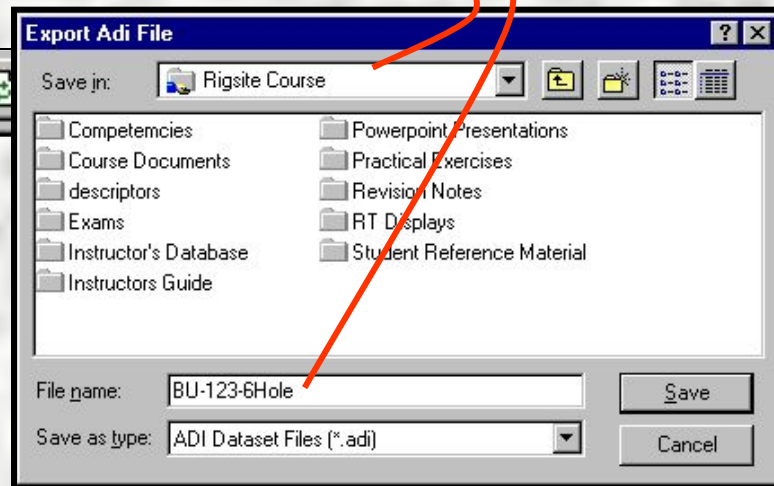 Export Adi File
Save in: Rigsite Course
Competemcies
Course Documents
descriptors
Exams
Instructor's Database
Instructors Guide
Powerpoint Presentations
Practical Exercises
Revision Notes
RT Displays
Student Reference Material
File name: BU-123-6Hole Save
Save as type: ADI Dataset Files (*.adi) Cancel